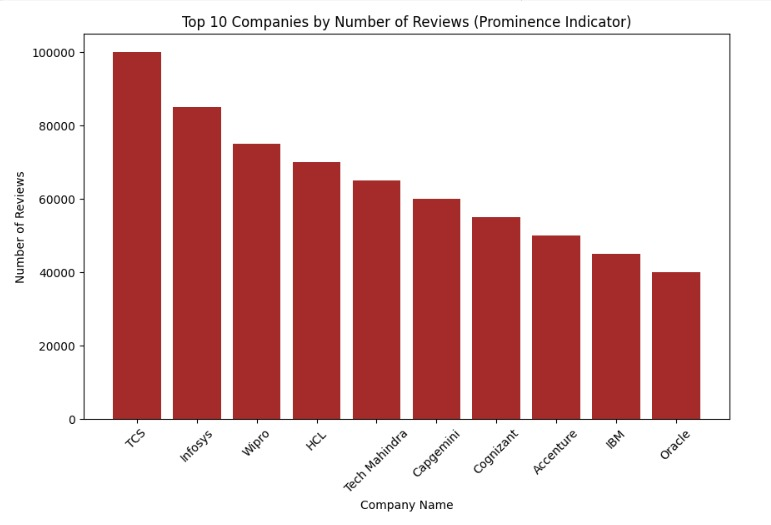 Top 10 Companies by Number of Reviews (Prominence Indicator)
Number of Reviews
100000
80000
60000
40000
20000
0
TCS
Infosys
Wipro
HCL
Tech Mahindra
Capgemini
Cognizant
Accenture
IBM
Oracle
Company Name